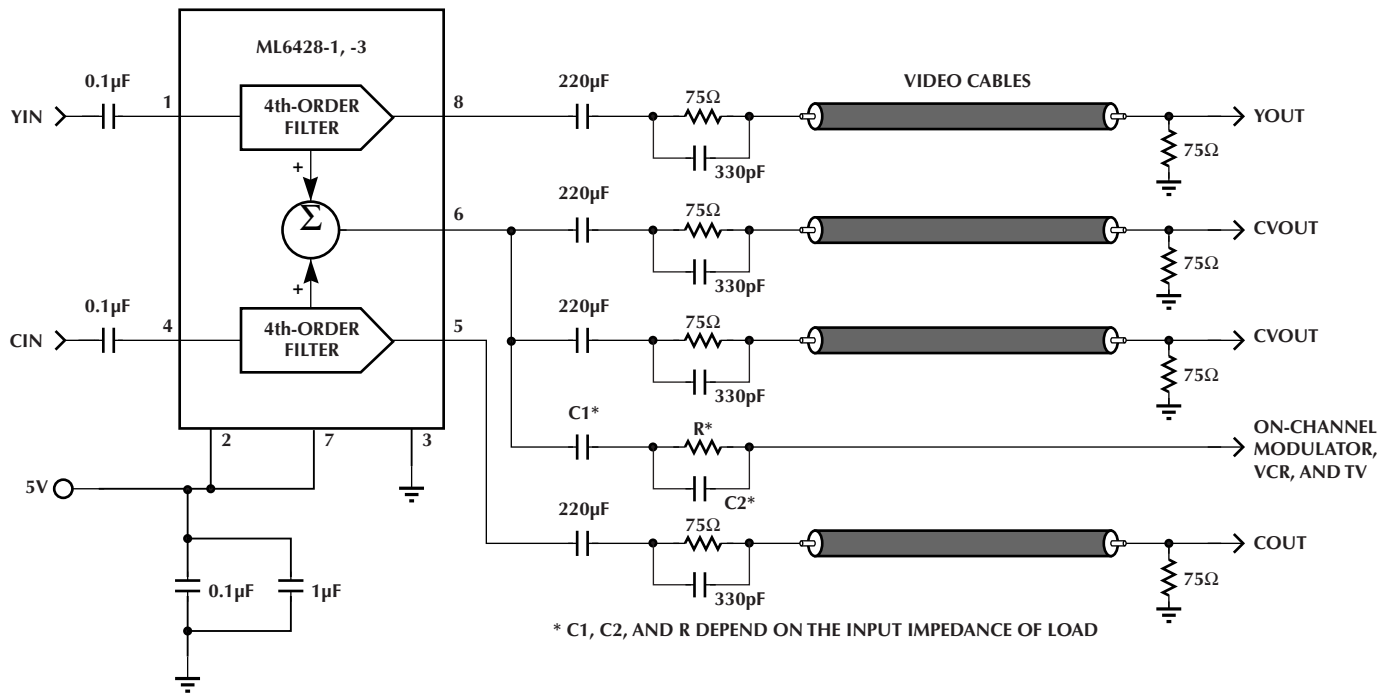 ML6428-1, -3
0.1µF
1
YIN
4th-ORDER
FILTER
8
220µF
75Ω
330pF
VIDEO CABLES
YOUT
75Ω
+
Σ
+
6
220µF
75Ω
330pF
CVOUT
75Ω
0.1µF
4
CIN
4th-ORDER
FILTER
5
220µF
75Ω
330pF
CVOUT
75Ω
C1*
R*
C2*
ON-CHANNEL
MODULATOR,
VCR, AND TV
2
7
3
5V
220µF
75Ω
330pF
COUT
75Ω
0.1µF
1µF
* C1, C2, AND R DEPEND ON THE INPUT IMPEDANCE OF LOAD